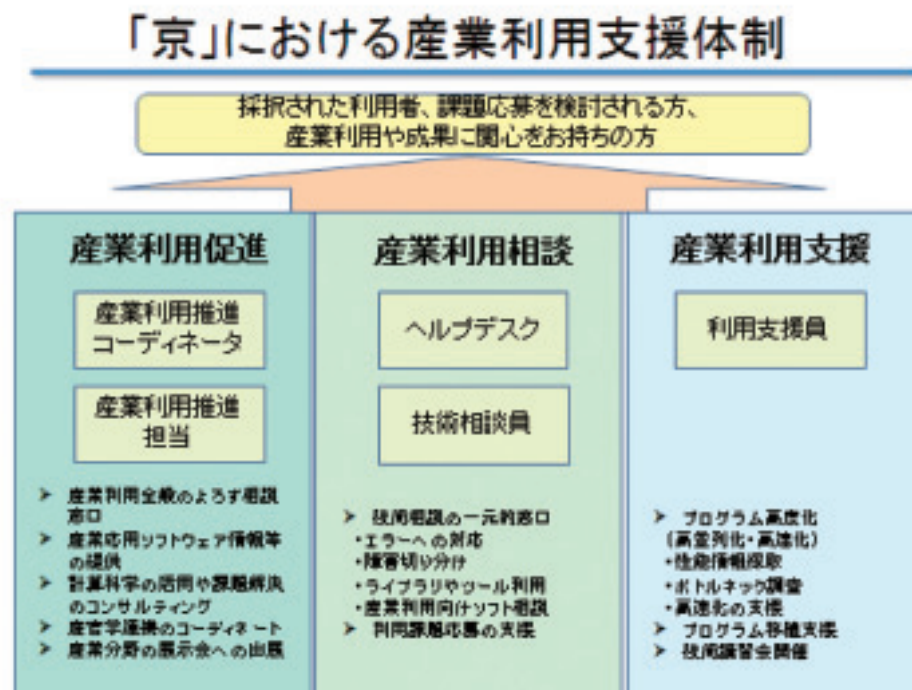 「京」における産業利用支援体制
採択された利用者、課題応募を検討される方、
産業利用や成果に関心をお持ちの方
産業利用促進
産業利用推進
コーディネータ
産業利用推進
担当
➤ 産業利用全般のよろず相談
窓口
➤ 産業応用ソフトウェア情報等
の提供
➤ 計算科学の活用や課題解決
のコンサルティング
➤ 産官学連携のコーディネート
➤ 産業分野の展示会への出展
産業利用相談
ヘルプデスク
技術相談員
➤ 技術相談の一元的窓口
・エラーへの対応
・障害切り分け
・ライブラリやツール利用
・産業利用向けソフト相談
➤ 利用課題応募の支援
産業利用支援
利用支援員
➤ プログラム高度化
(高並列化・高速化)
・性能情報採取
・ボトルネック調査
・高速化の支援
➤ プログラム移植支援
➤ 技術講習会開催